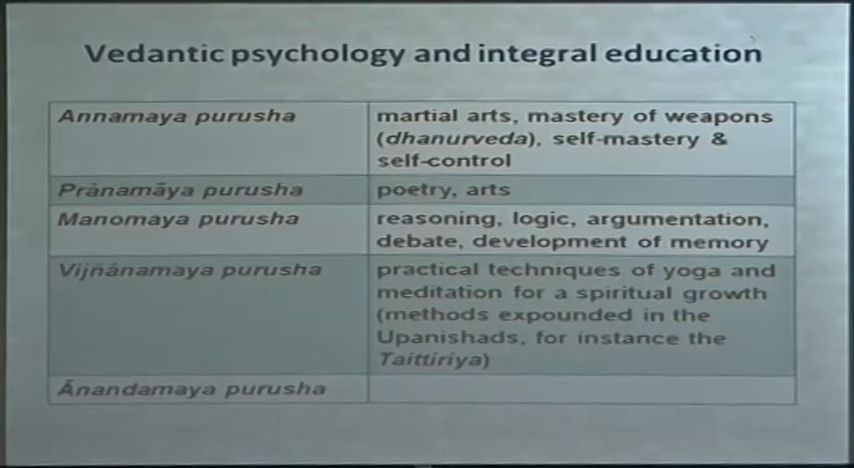 Vedantic psychology and integral education
Annamaya purusha
martial arts, mastery of weapons
(dhanurveda), self-mastery &
self-control
Prānamāya purusha
poetry, arts
Manomaya purusha
reasoning, logic, argumentation,
debate, development of memory
Vijñānamaya purusha
practical techniques of yoga and
meditation for a spiritual growth
(methods expounded in the
Upanishads, for instance the
Taittiriya)
Ānandamaya purusha